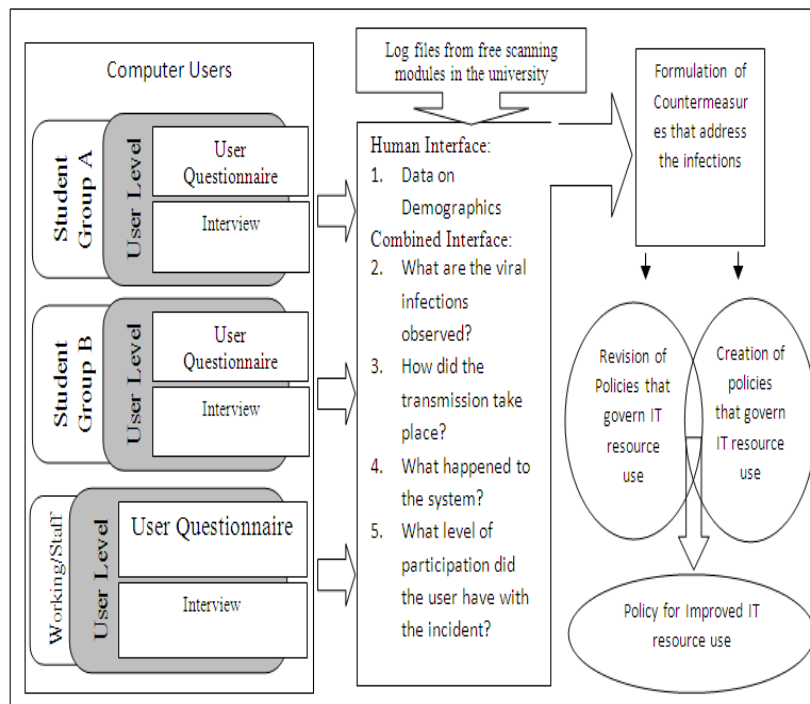 Computer Users
Student
Group A
User Level
User
Questionnaire
Interview
Student
Group B
User Level
User
Questionnaire
Interview
Working/Staff
User Level
User Questionnaire
Interview
Log files from free scanning
modules in the university
Human Interface:
1. Data on
Demographics
Combined Interface:
2. What are the viral
infections
observed?
3. How did the
transmission take
place?
4. What happened to
the system?
5. What level of
participation did
the user have with
the incident?
Formulation of
Countermeasur
es that address
the infections
Revision of
Policies that
govern IT
resource
use
Creation of
policies
that govern
IT resource
use
Policy for Improved IT
resource use